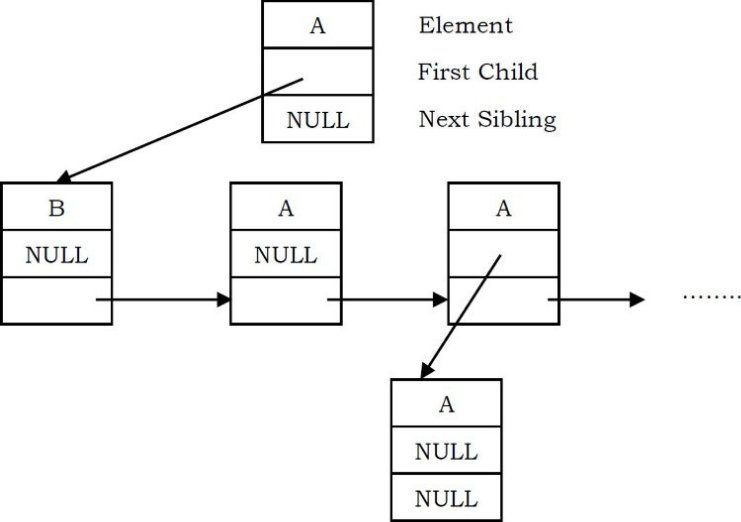 A Element
First Child
NULL Next Sibling
B A A
NULL NULL
........
A
NULL
NULL